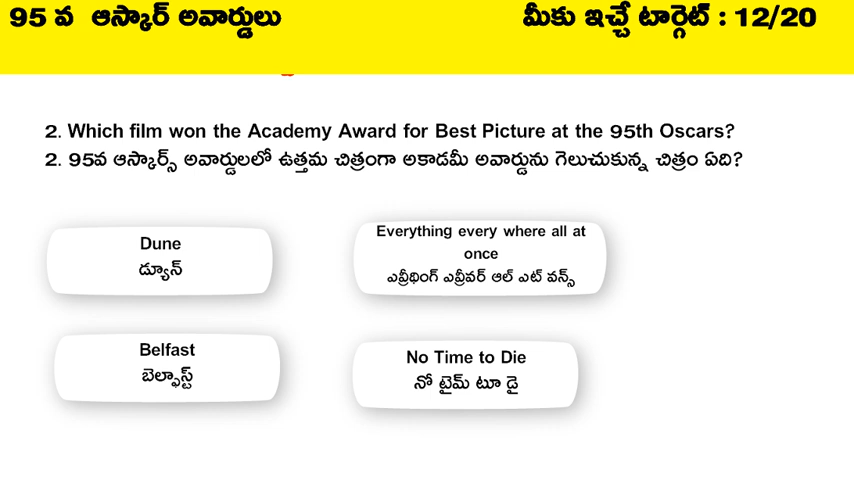 95 వ ఆస్కార్ అవార్డులు
మీకు ఇచ్చే టార్గెట్ : 12/20
2. Which film won the Academy Award for Best Picture at the 95th Oscars?
2. 95వ ఆస్కార్స్ అవార్డులలో ఉత్తమ చిత్రంగా అకాడమీ అవార్డును గెలుచుకున్న చిత్రం ఏది?
Dune
డ్యూన్
Everything every where all at
once
ఎవ్రీథింగ్ ఎవ్రీవర్ ఆల్ ఎట్ వన్స్
Belfast
బెల్ఫాస్ట్
No Time to Die
నో టైమ్ టూ డై